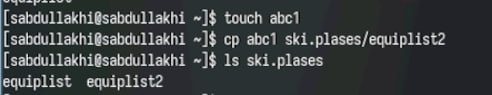 [sabdullakhi@sabdullakhi ~]$ touch abc1
[sabdullakhi@sabdullakhi ~]$ cp abc1 ski.plases/equiplist2
[sabdullakhi@sabdullakhi ~]$ ls ski.plases
equiplist  equiplist2